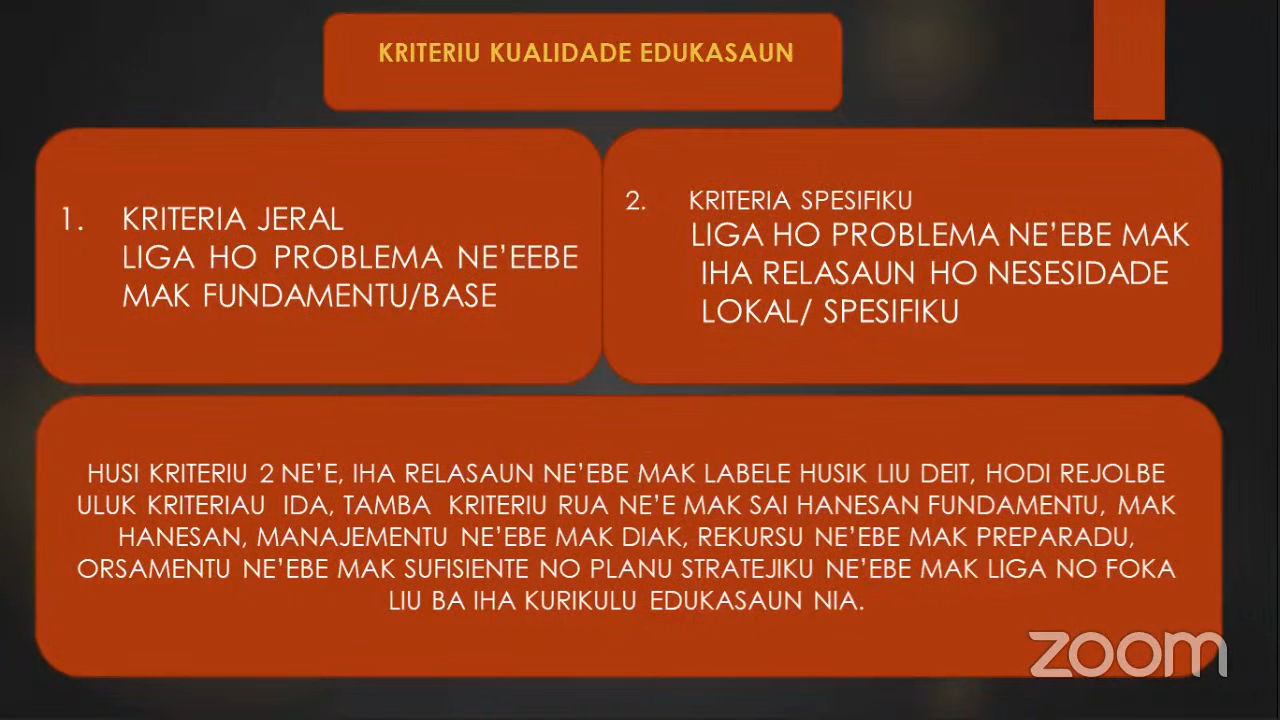 KRITERIU KUALIDADE EDUKASAUN
1. KRITERIA JERAL
LIGA HO PROBLEMA NE'EEBE
MAK FUNDAMENTU/BASE
2. KRITERIA SPESIFIKU
LIGA HO PROBLEMA NE'EBE MAK
IHA RELASAUN HO NESESIDADE
LOKAL/ SPESIFIKU
HUSI KRITERIU 2 NE'E, IHA RELASAUN NE'EBE MAK LABELE HUSIK LIU DEIT, HODI REJOLBE
ULUK KRITERIAU IDA, TAMBA KRITERIU RUA NE'E MAK SAI HANESAN FUNDAMENTU, MAK
HANESAN, MANAJEMENTU NE'EBE MAK DIAK, REKURSU NE'EBE MAK PREPARADU,
ORSAMENTU NE'EBE MAK SUFISIENTE NO PLANU STRATEJIKU NE'EBE MAK LIGA NO FOKA
LIU BA IHA KURIKULU EDUKASAUN NIA.
zoom